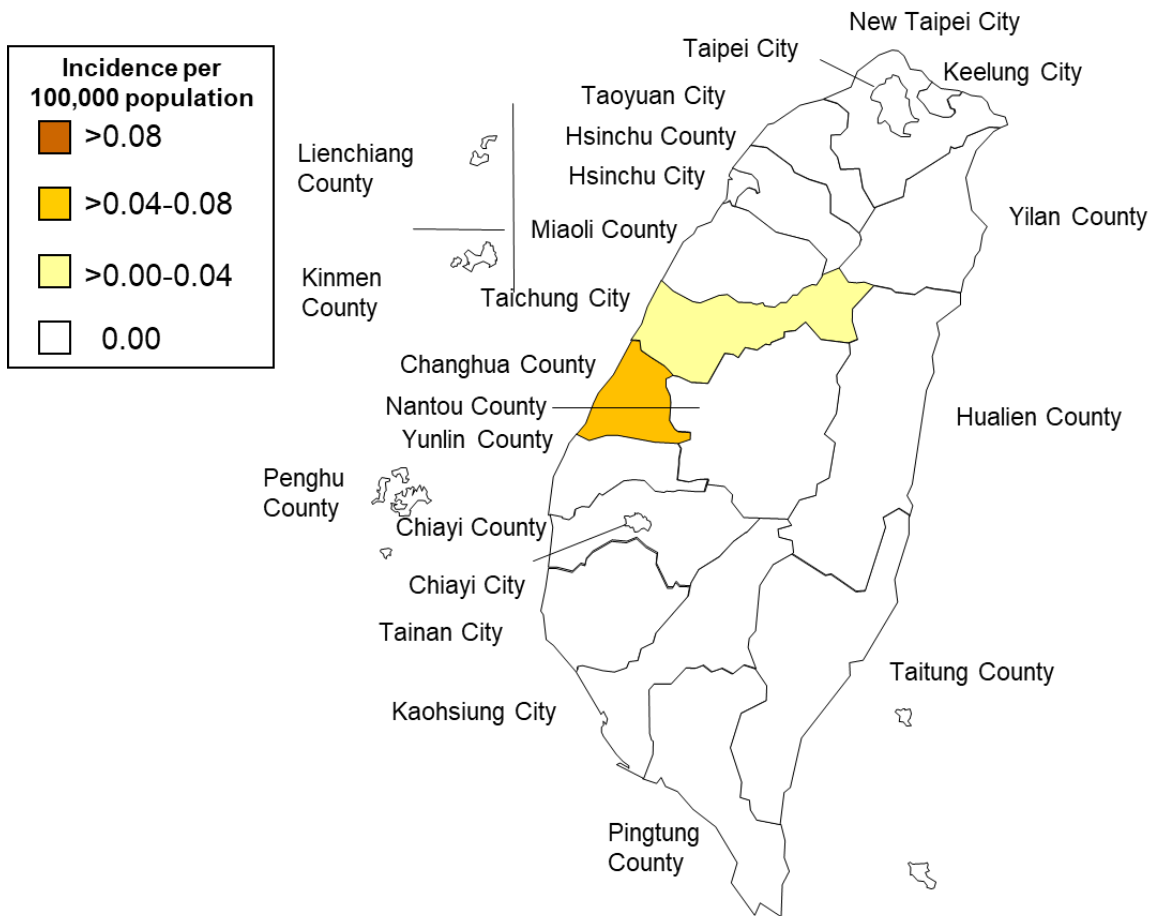 Incidence per
100,000 population
>0.08
>0.04-0.08
>0.00-0.04
0.00
New Taipei City
Taipei City
Keelung City
Taoyuan City
Hsinchu County
Lienchiang
County
Hsinchu City
Yilan County
Miaoli County
Kinmen
County
Taichung City
Changhua County
Nantou County
Hualien County
Yunlin County
Penghu
County
Chiayi County
Chiayi City
Tainan City
Taitung County
Kaohsiung City
Pingtung
County